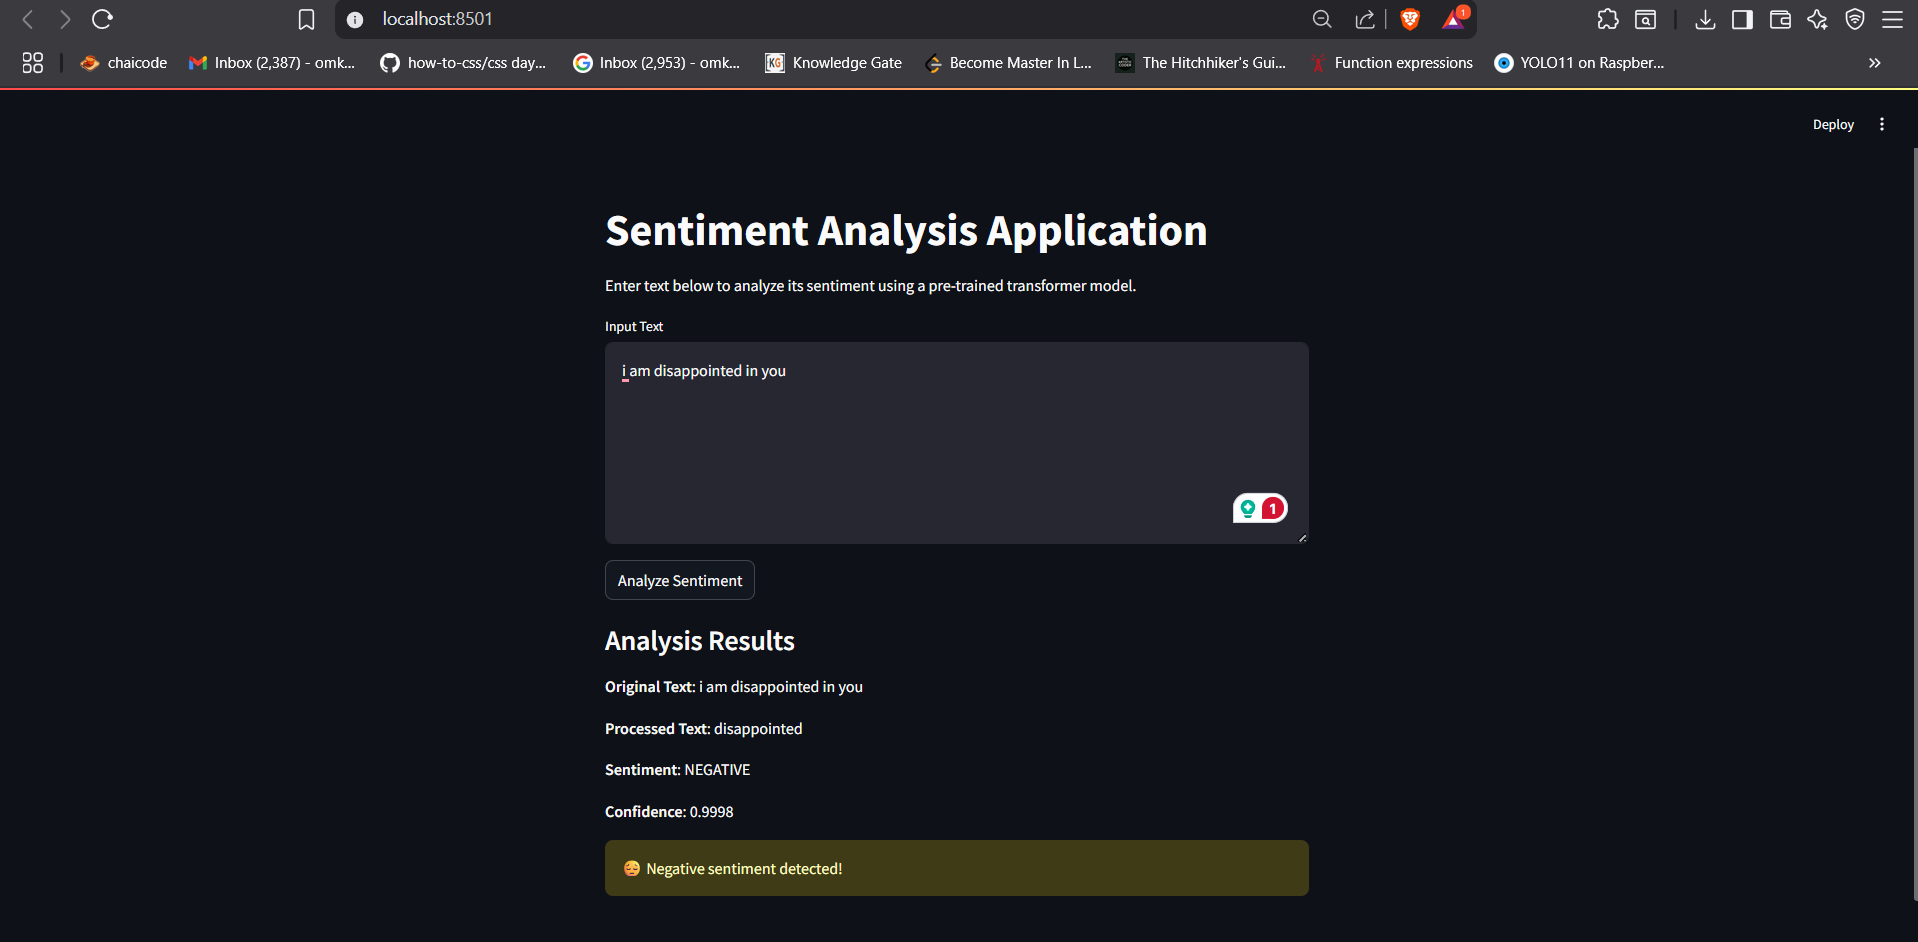 localhost:8501
1
chaicode
Inbox (2,387) - omk...
how-to-css/css day...
Inbox (2,953) - omk...
KG Knowledge Gate
Become Master In L...
The Hitchhiker's Gui...
Function expressions
YOLO11 on Raspber...
Deploy
Sentiment Analysis Application
Enter text below to analyze its sentiment using a pre-trained transformer model.
Input Text
i am disappointed in you
1
Analyze Sentiment
Analysis Results
Original Text: i am disappointed in you
Processed Text: disappointed
Sentiment: NEGATIVE
Confidence: 0.9998
😔 Negative sentiment detected!